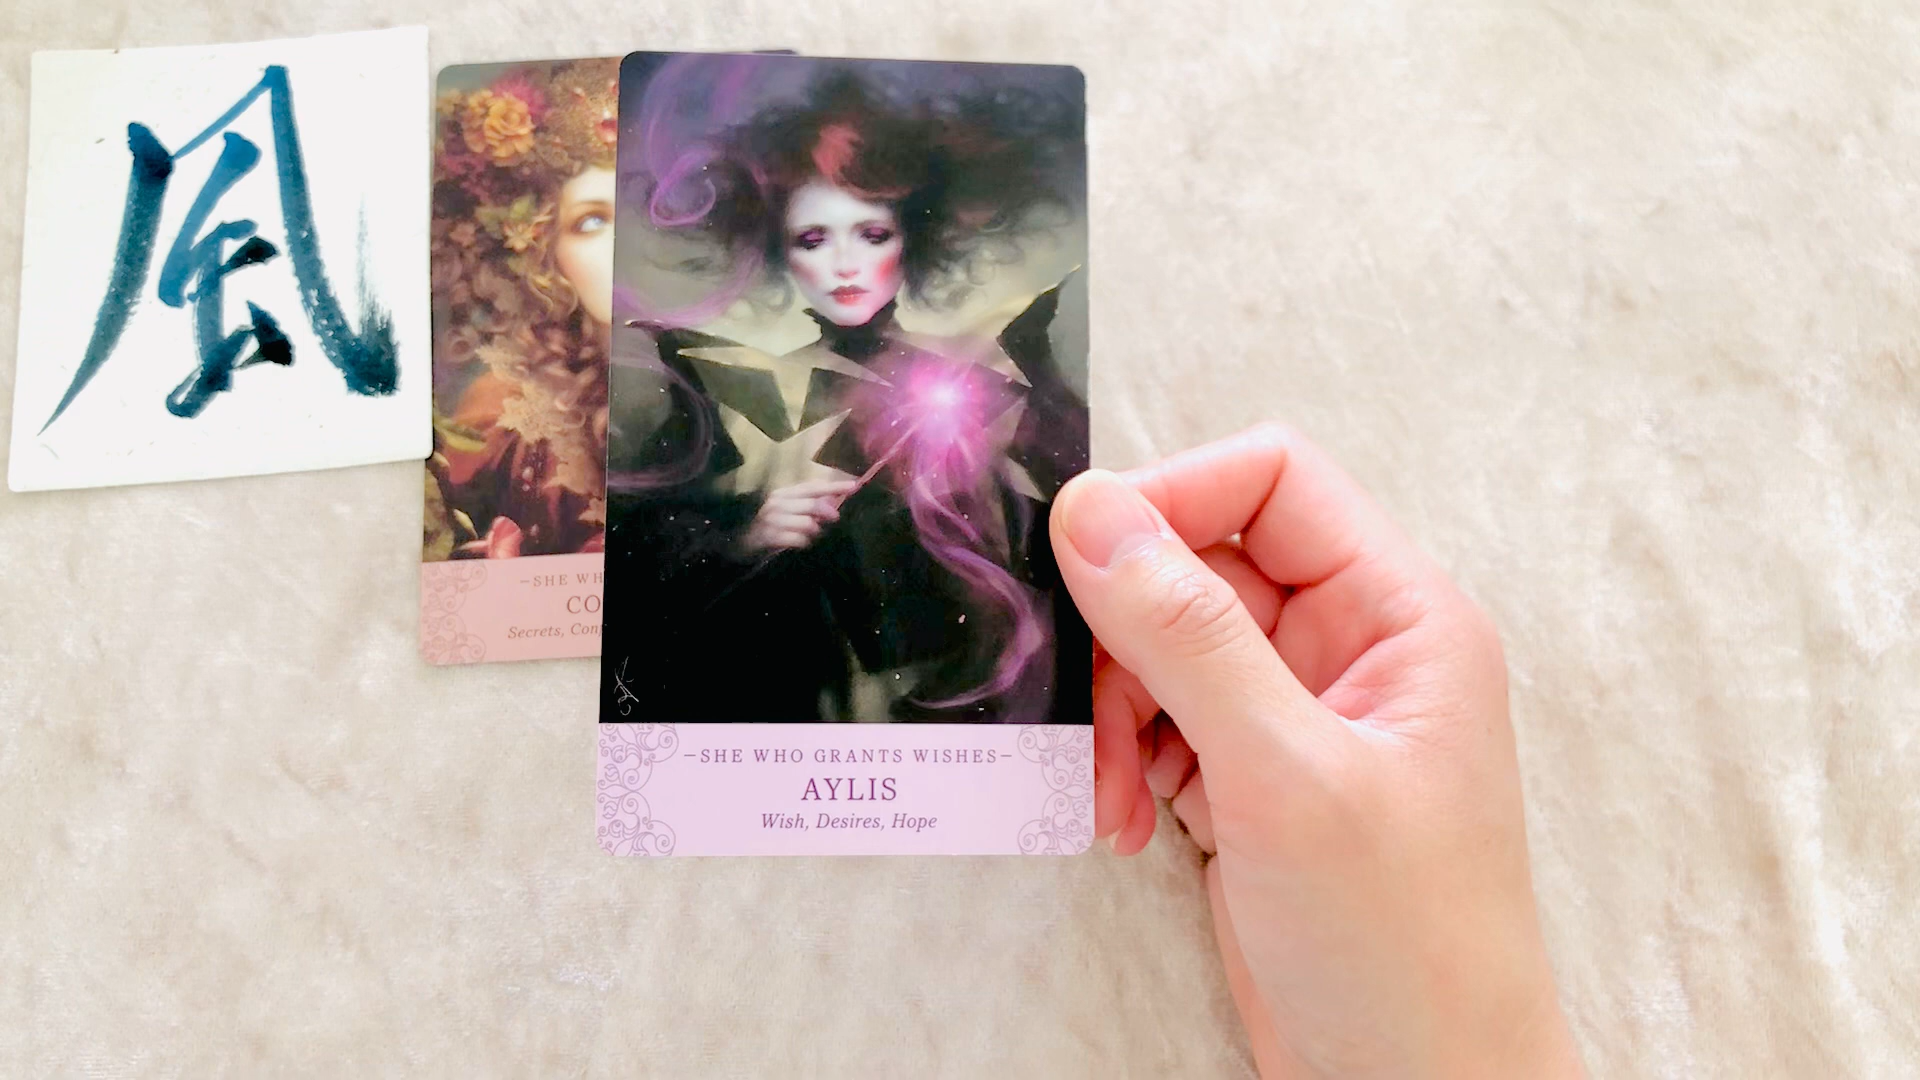 風
—SHE WH
CO
Secrets, Con
—SHE WHO GRANTS WISHES—
AYLIS
Wish, Desires, Hope